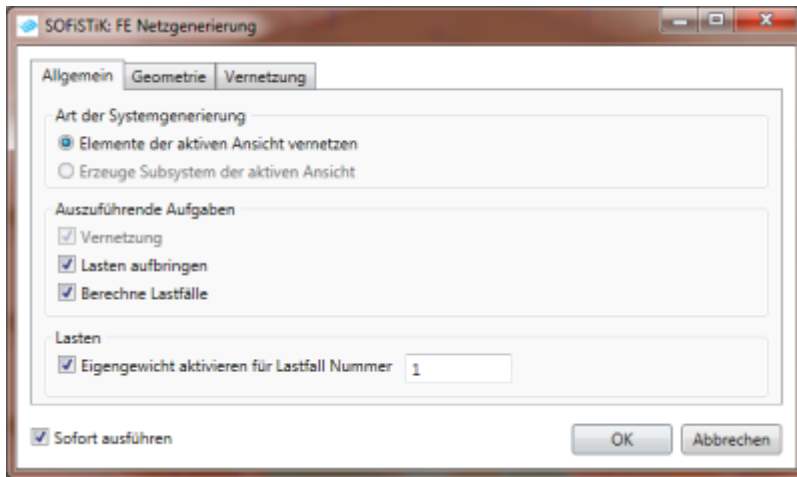 SOFiSTiK: FE Netzgenerierung
Allgemein Geometrie Vernetzung
Art der Systemgenerierung
Elemente der aktiven Ansicht vernetzen
Erzeuge Subsystem der aktiven Ansicht
Auszuführende Aufgaben
Vernetzung
Lasten aufbringen
Berechne Lastfälle
Lasten
Eigengewicht aktivieren für Lastfall Nummer 1
Sofort ausführen OK Abbrechen